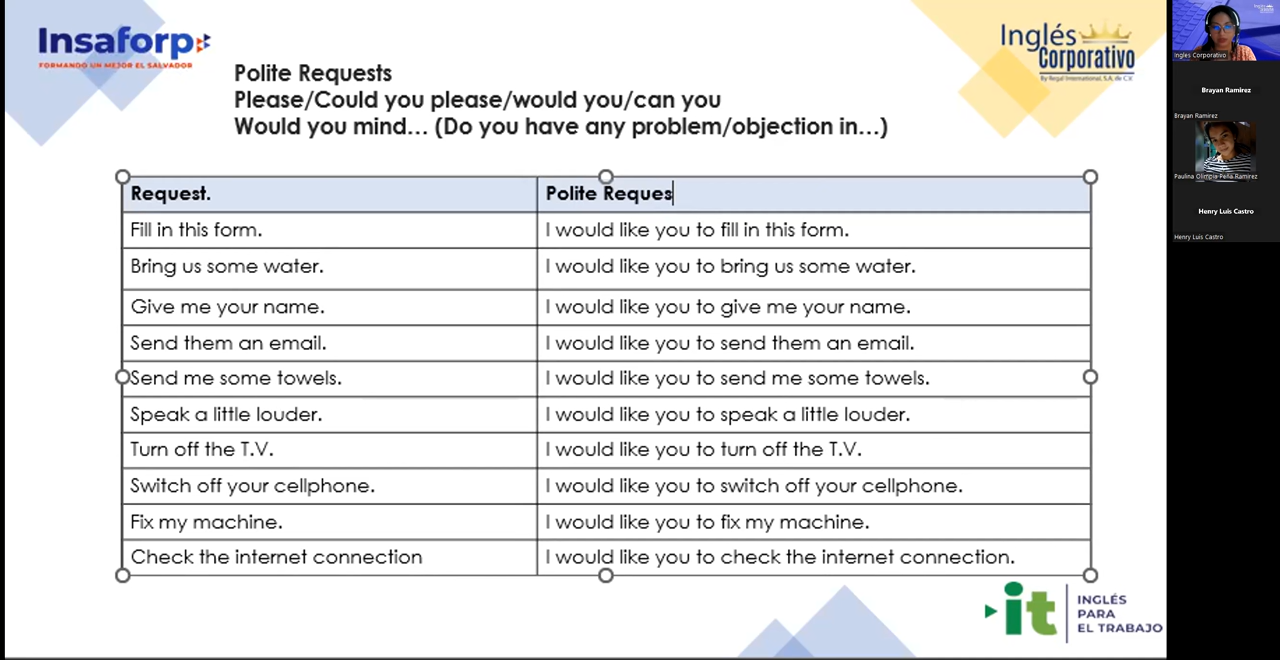 Insaforp
FORMANDO UN MEJOR EL SALVADOR
Inglés
Corporativo
By Regal International, S.A. de C.V.
Polite Requests
Please/Could you please/would you/can you
Would you mind... (Do you have any problem/objection in...)
Request. Polite Reques
Fill in this form. I would like you to fill in this form.
Bring us some water. I would like you to bring us some water.
Give me your name. I would like you to give me your name.
Send them an email. I would like you to send them an email.
Send me some towels. I would like you to send me some towels.
Speak a little louder. I would like you to speak a little louder.
Turn off the T.V. I would like you to turn off the T.V.
Switch off your cellphone. I would like you to switch off your cellphone.
Fix my machine. I would like you to fix my machine.
Check the internet connection I would like you to check the internet connection.
it
INGLÉS
PARA
EL TRABAJO
Ingles Corporativo
Brayan Ramirez
Brayan Ramirez
Paulina Olimpia Peña Ramirez
Henry Luis Castro
Henry Luis Castro